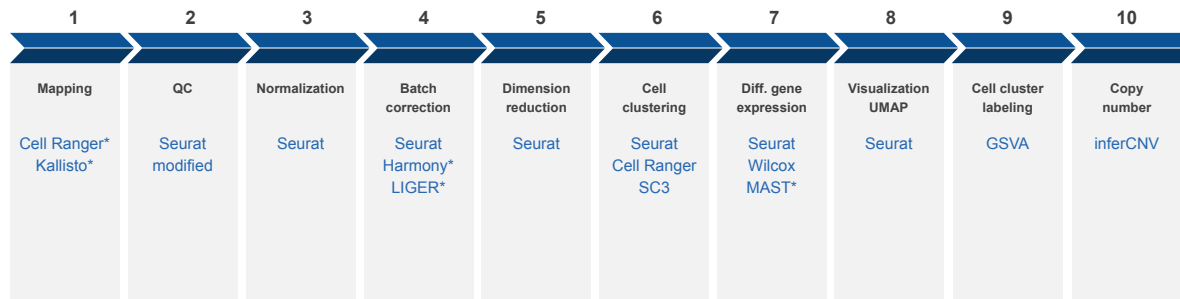 1
2
3
4
5
6
7
8
9
10
Mapping
Cell Ranger*
Kallisto*
QC
Seurat
modified
Normalization
Seurat
Batch
correction
Seurat
Harmony*
LIGER*
Dimension
reduction
Seurat
Cell
clustering
Seurat
Cell Ranger
SC3
Diff. gene
expression
Seurat
Wilcox
MAST*
Visualization
UMAP
Seurat
Cell cluster
labeling
GSVA
Copy
number
inferCNV